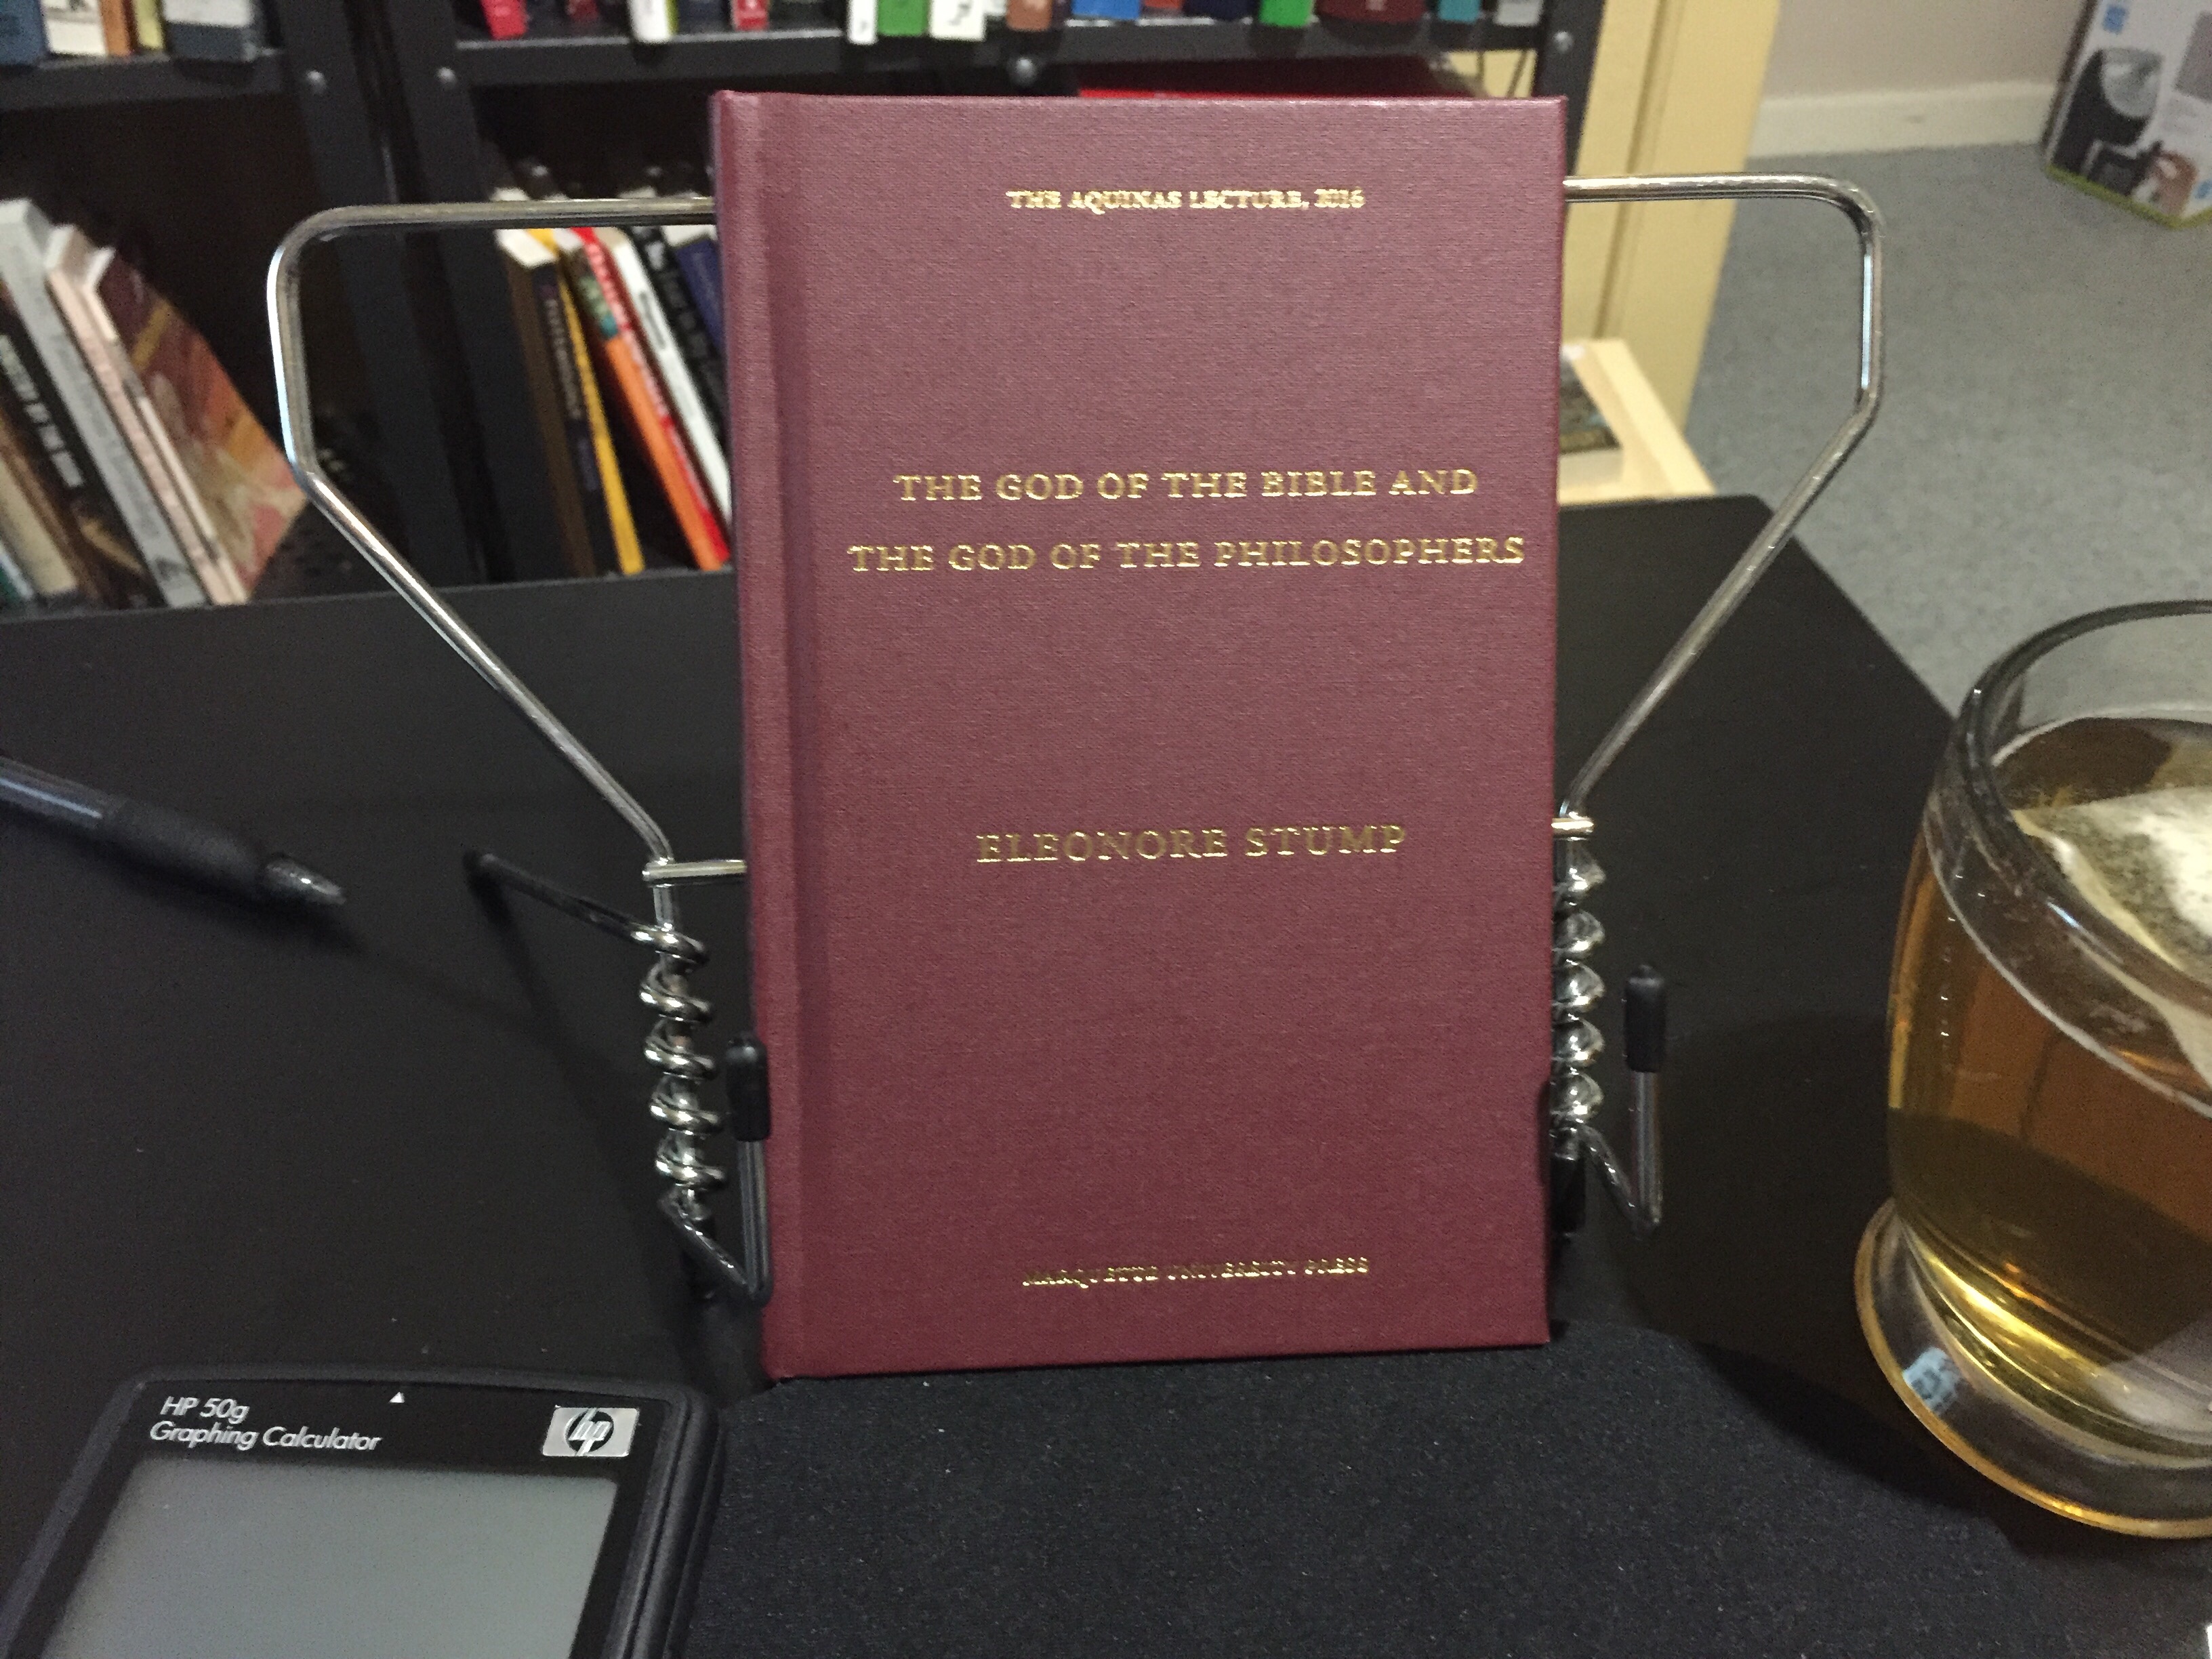 THE AQUINAS LECTURE, 2016
THE GOD OF THE BIBLE AND
THE GOD OF THE PHILOSOPHERS
ELEONORE STUMP
MARQUETTE UNIVERSITY PRESS
HP 50g
Graphing Calculator
hp